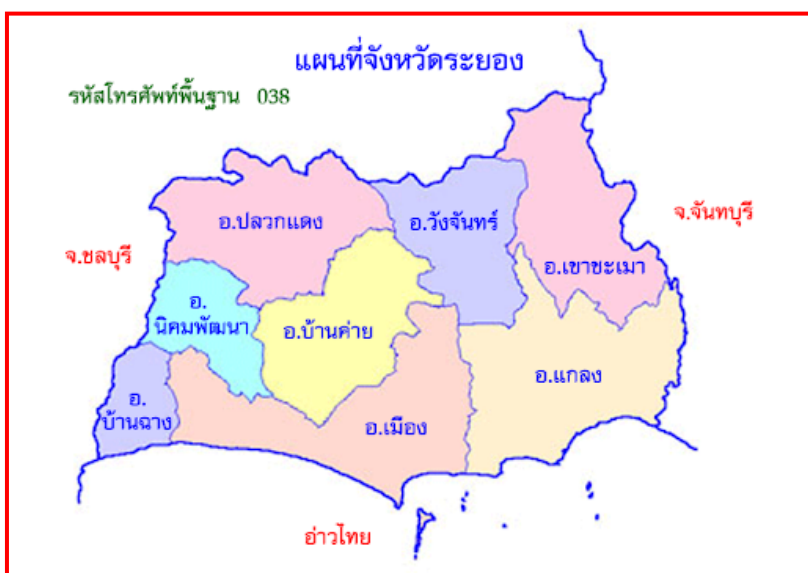 แผนที่จังหวัดระยอง
รหัสโทรศัพท์พื้นฐาน 038
อ.ปลวกแดง
อ.วังจันทร์
จ.จันทบุรี
จ.ชลบุรี
อ.เขาชะเมา
อ.
นิคมพัฒนา
อ.บ้านค่าย
อ.แกลง
อ.
บ้านฉาง
อ.เมือง
อ่าวไทย